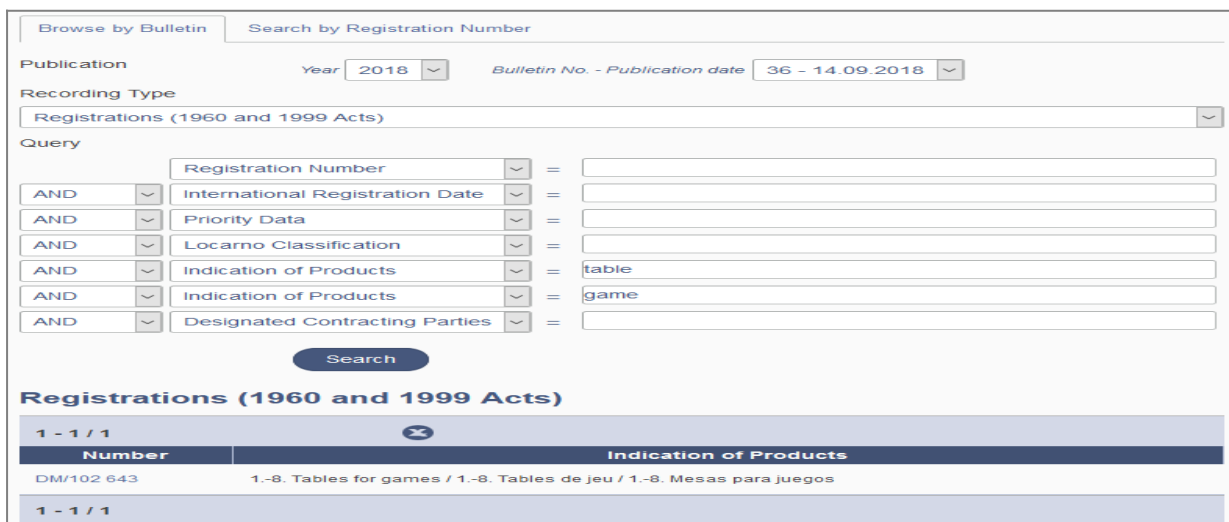 Browse by Bulletin Search by Registration Number
Publication Year 2018 Bulletin No. - Publication date 36 - 14.09.2018
Recording Type
Registrations (1960 and 1999 Acts)
Query
Registration Number =
AND International Registration Date =
AND Priority Data =
AND Locarno Classification =
AND Indication of Products = table
AND Indication of Products = game
AND Designated Contracting Parties =
Search
Registrations (1960 and 1999 Acts)
1 - 1 / 1
Number Indication of Products
DM/102 643 1.-8. Tables for games / 1.-8. Tables de jeu / 1.-8. Mesas para juegos
1 - 1 / 1